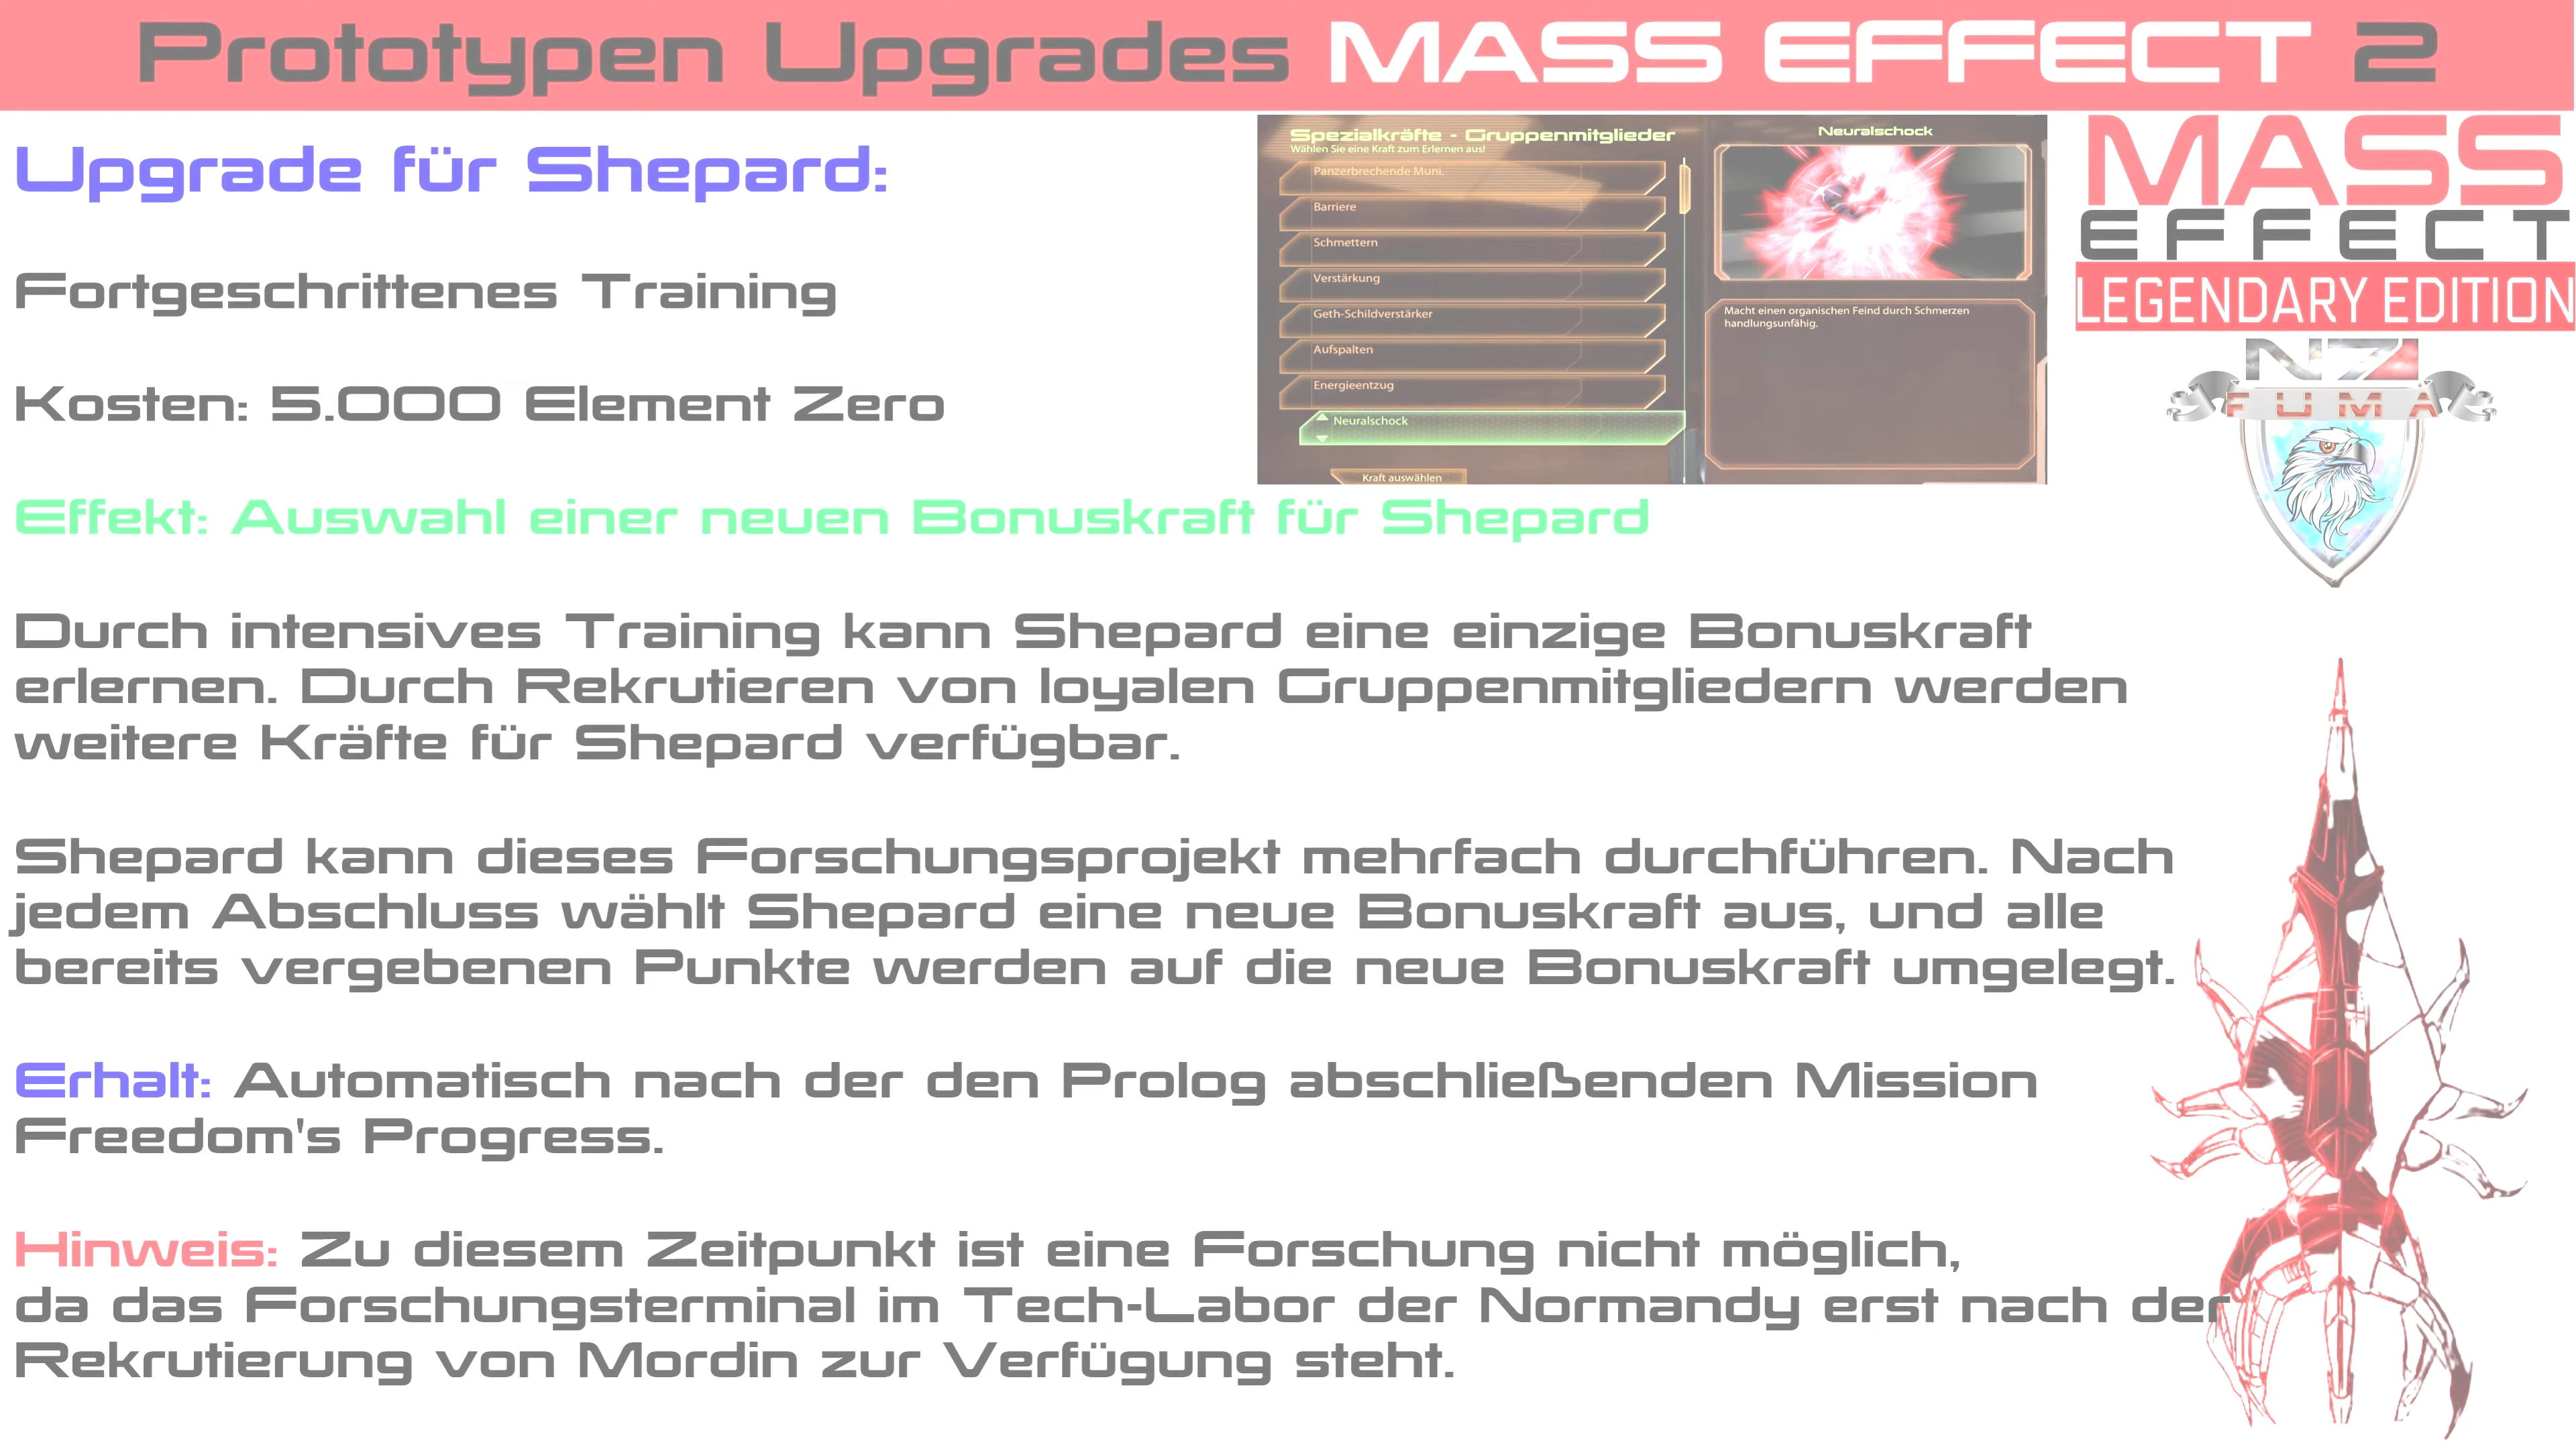 Prototypen Upgrades MASS EFFECT 2
Upgrade für Shepard:
Fortgeschrittenes Training
Kosten: 5.000 Element Zero
Effekt: Auswahl einer neuen Bonuskraft für Shepard
Spezialkräfte - Gruppenmitglieder
Wählen Sie eine Kraft zum Erlernen aus!
Panzerbrechende Muni.
Barriere
Schmettern
Verstärkung
Geth-Schildverstärker
Aufspalten
Energieentzug
Neuralschock
Kraft auswählen
Neuralschock
Macht einen organischen Feind durch Schmerzen
handlungsunfähig.
MASS
EFFECT
LEGENDARY EDITION
N7
FUMA
Durch intensives Training kann Shepard eine einzige Bonuskraft
erlernen. Durch Rekrutieren von loyalen Gruppenmitgliedern werden
weitere Kräfte für Shepard verfügbar.
Shepard kann dieses Forschungsprojekt mehrfach durchführen. Nach
jedem Abschluss wählt Shepard eine neue Bonuskraft aus, und alle
bereits vergebenen Punkte werden auf die neue Bonuskraft umgelegt.
Erhalt: Automatisch nach der den Prolog abschließenden Mission
Freedom's Progress.
Hinweis: Zu diesem Zeitpunkt ist eine Forschung nicht möglich,
da das Forschungsterminal im Tech-Labor der Normandy erst nach der
Rekrutierung von Mordin zur Verfügung steht.